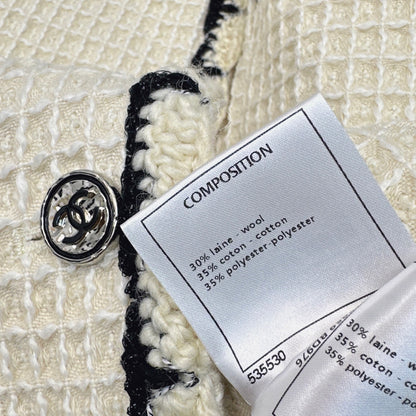 COMPOSITION
30% laine - wool
35% coton - cotton
35% polyester-polyester
535530
30% laine
35% coton
35% polyester